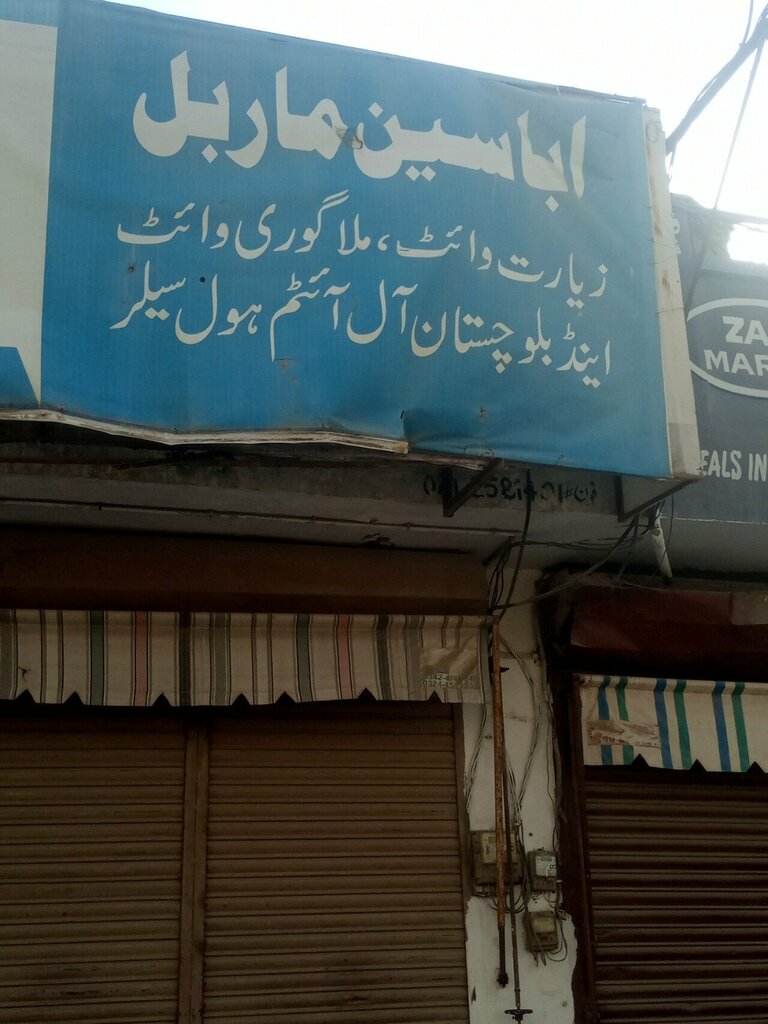 اباسین ماربل
زیارت وائٹ، ملاگوری وائٹ
اینڈ بلوچستان آل آئٹم ہول سیلر
ZA
MAR
EALS IN